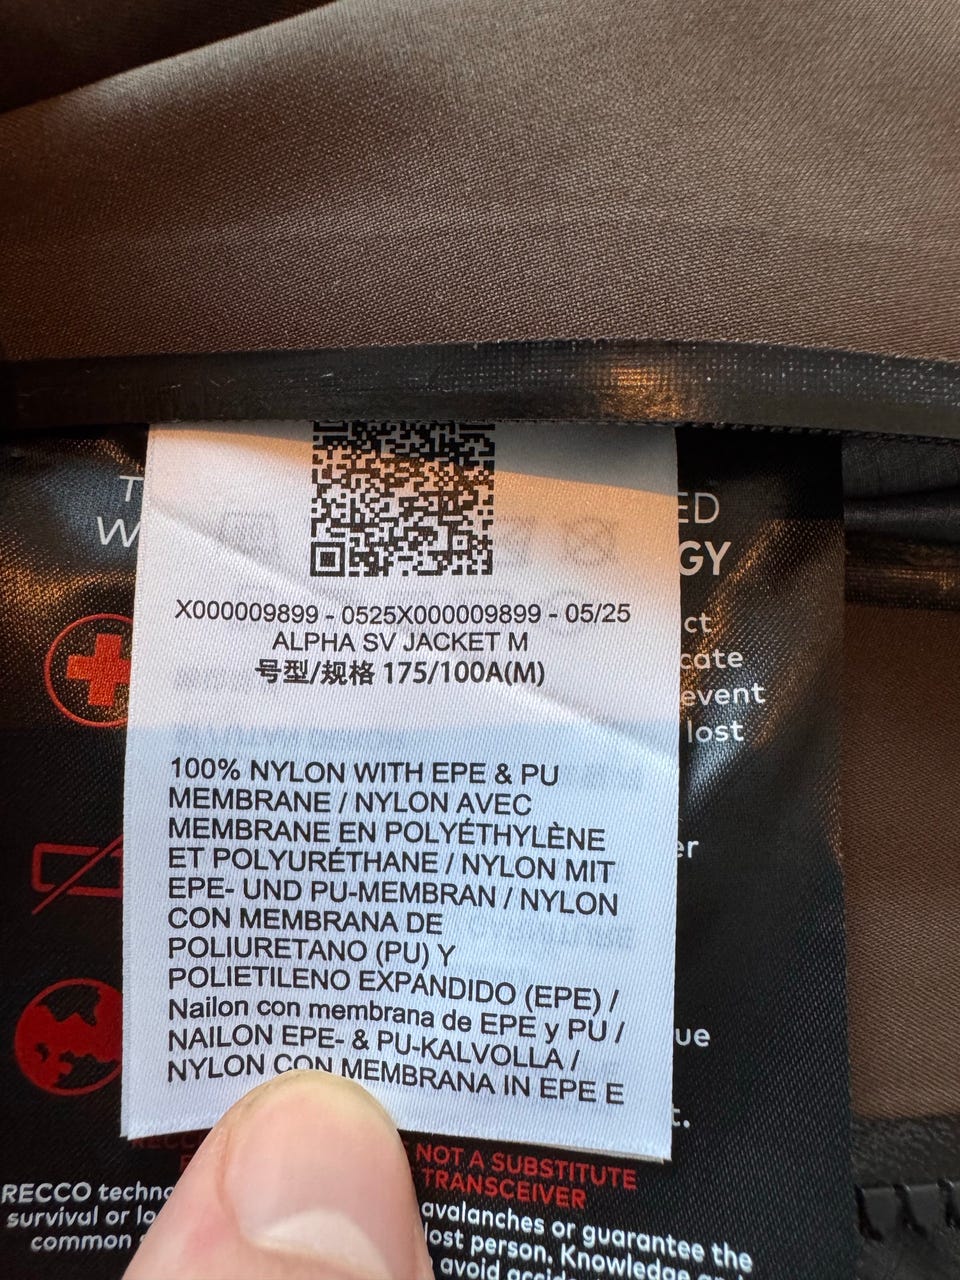 X000009899 - 0525X000009899 - 05/25
ALPHA SV JACKET M
号型/规格 175/100A(M)
100% NYLON WITH EPE & PU
MEMBRANE / NYLON AVEC
MEMBRANE EN POLYÉTHYLÈNE
ET POLYURÉTHANE / NYLON MIT
EPE- UND PU-MEMBRAN / NYLON
CON MEMBRANA DE
POLIURETANO (PU) Y
POLIETILENO EXPANDIDO (EPE) /
Nailon con membrana de EPE y PU /
NAILON EPE- & PU-KALVOLLA /
NYLON CON MEMBRANA IN EPE E
T
W
ED
GY
ct
cate
event
lost
er
ue
t.
NOT A SUBSTITUTE
TRANSCEIVER
RECCO techno
survival or lo
common
avalanches or guarantee the
lost person. Knowledge
avoid